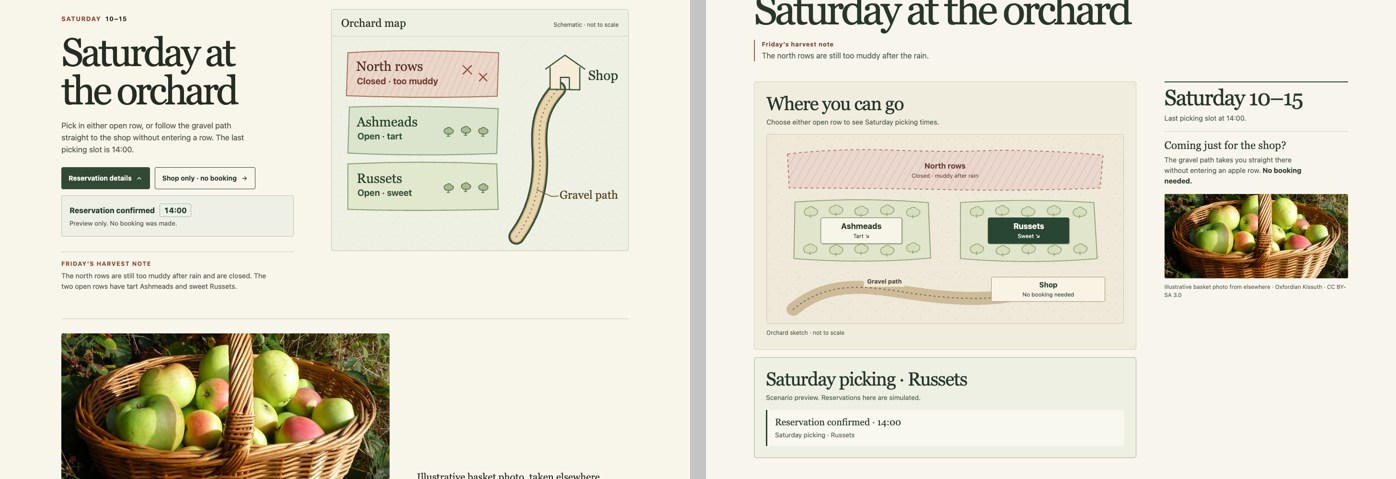 SATURDAY 10–15
Saturday at
the orchard
Pick in either open row, or follow the gravel path
straight to the shop without entering a row. The last
picking slot is 14:00.
Reservation details
Shop only · no booking →
Reservation confirmed 14:00
Preview only. No booking was made.
FRIDAY'S HARVEST NOTE
The north rows are still too muddy after rain and are closed. The
two open rows have tart Ashmeads and sweet Russets.
Orchard map
Schematic · not to scale
North rows
Closed · too muddy
Ashmeads
Open · tart
Russets
Open · sweet
Shop
Gravel path
Illustrative basket photo, taken elsewhere
Saturday at the orchard
Friday's harvest note
The north rows are still too muddy after the rain.
Where you can go
Choose either open row to see Saturday picking times.
North rows
Closed · muddy after rain
Ashmeads
Tart ↘
Russets
Sweet ↘
Gravel path
Shop
No booking needed
Orchard sketch · not to scale
Saturday picking · Russets
Scenario preview. Reservations here are simulated.
Reservation confirmed · 14:00
Saturday picking · Russets
Saturday 10–15
Last picking slot at 14:00.
Coming just for the shop?
The gravel path takes you straight there
without entering an apple row. No booking
needed.
Illustrative basket photo from elsewhere · Oxfordian Kissuth · CC BY-
SA 3.0